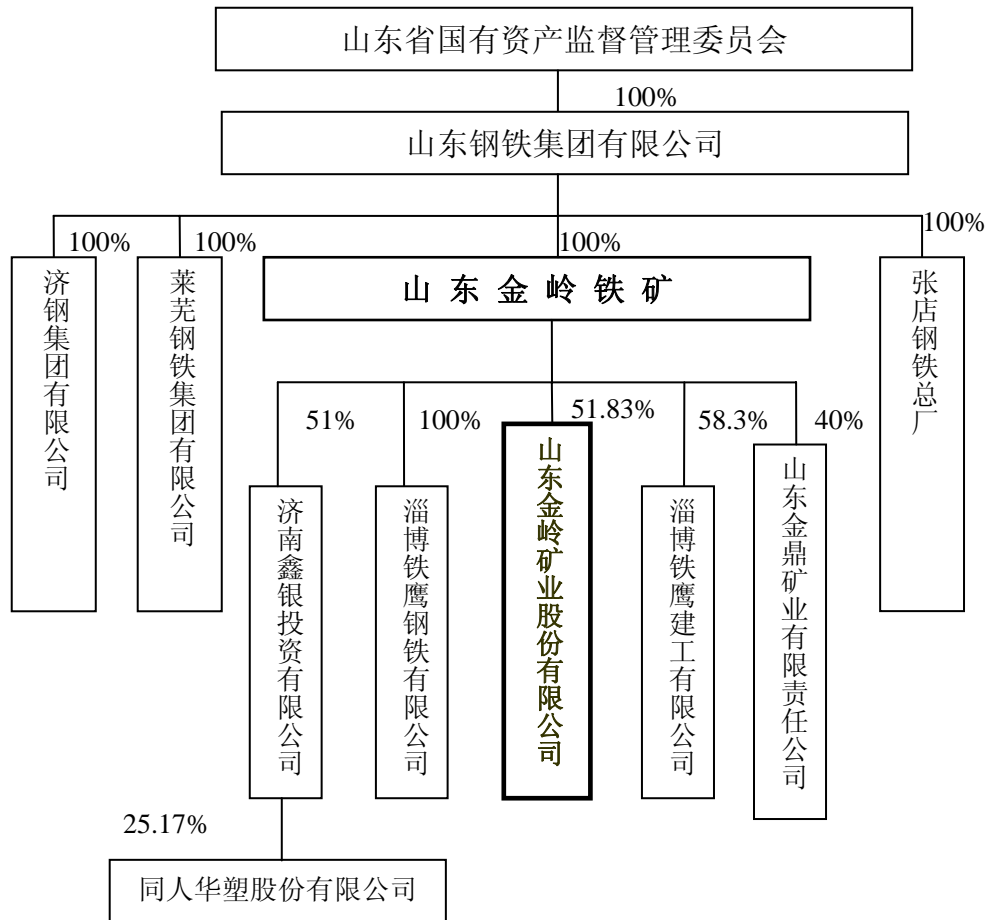 山东省国有资产监督管理委员会
100%
山东钢铁集团有限公司
100%
100%
100%
100%
济钢集团有限公司
莱芜钢铁集团有限公司
山东金岭铁矿
张店钢铁总厂
51%
100%
51.83%
58.3%
40%
济南鑫银投资有限公司
淄博铁鹰钢铁有限公司
山东金岭矿业股份有限公司
淄博铁鹰建工有限公司
山东金鼎矿业有限责任公司
25.17%
同人华塑股份有限公司